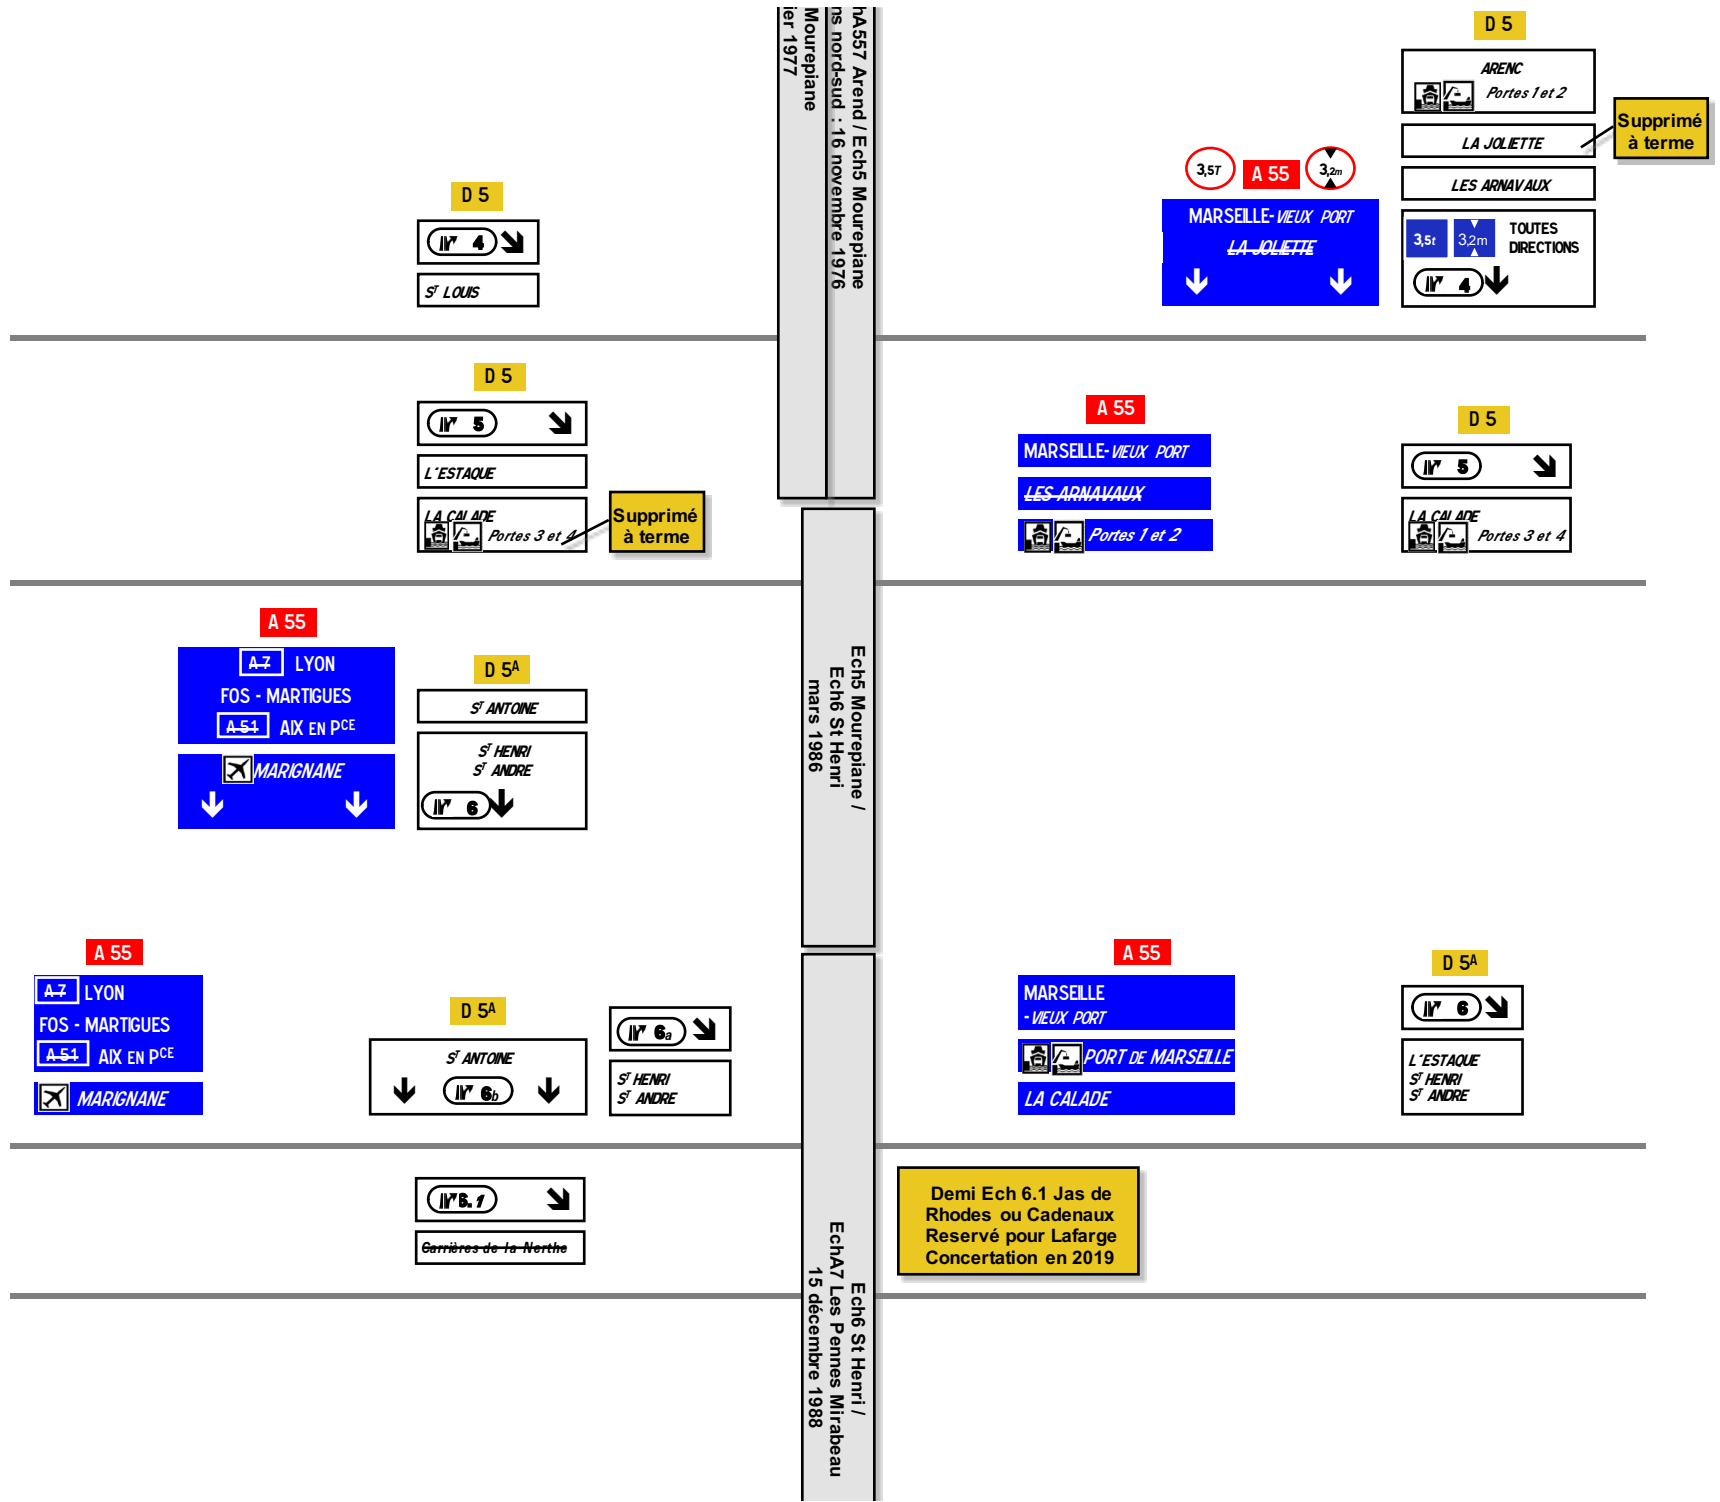 D 5
ARENC
Portes 1 et 2
Supprimé
à terme
LA JOLIETTE
LES ARNAVAUX
3,5T
A 55
3,2m
MARSEILLE-VIEUX PORT
LA JOLIETTE
3,5t
3,2m
TOUTES
DIRECTIONS
4
D 5
4
ST LOUIS
hA557 Arend / Ech5 Mourepiane
ns nord-sud : 16 novembre 1976
Mourepiane
ier 1977
D 5
5
L'ESTAQUE
LA CALADE
Portes 3 et 4
Supprimé
à terme
A 55
MARSEILLE-VIEUX PORT
LES ARNAVAUX
Portes 1 et 2
D 5
5
LA CALADE
Portes 3 et 4
A 55
A 7 LYON
FOS - MARTIGUES
A 51 AIX EN PCE
MARIGNANE
D 5A
ST ANTOINE
ST HENRI
ST ANDRE
6
Ech5 Mourepiane /
Ech6 St Henri
mars 1986
A 55
A 7 LYON
FOS - MARTIGUES
A 51 AIX EN PCE
MARIGNANE
D 5A
ST ANTOINE
6b
6a
ST HENRI
ST ANDRE
A 55
MARSEILLE
-VIEUX PORT
PORT DE MARSEILLE
LA CALADE
D 5A
6
L'ESTAQUE
ST HENRI
ST ANDRE
6.1
Carrières de la Nerthe
Demi Ech 6.1 Jas de
Rhodes ou Cadenaux
Reservé pour Lafarge
Concertation en 2019
Ech6 St Henri /
EchA7 Les Pennes Mirabeau
15 décembre 1988